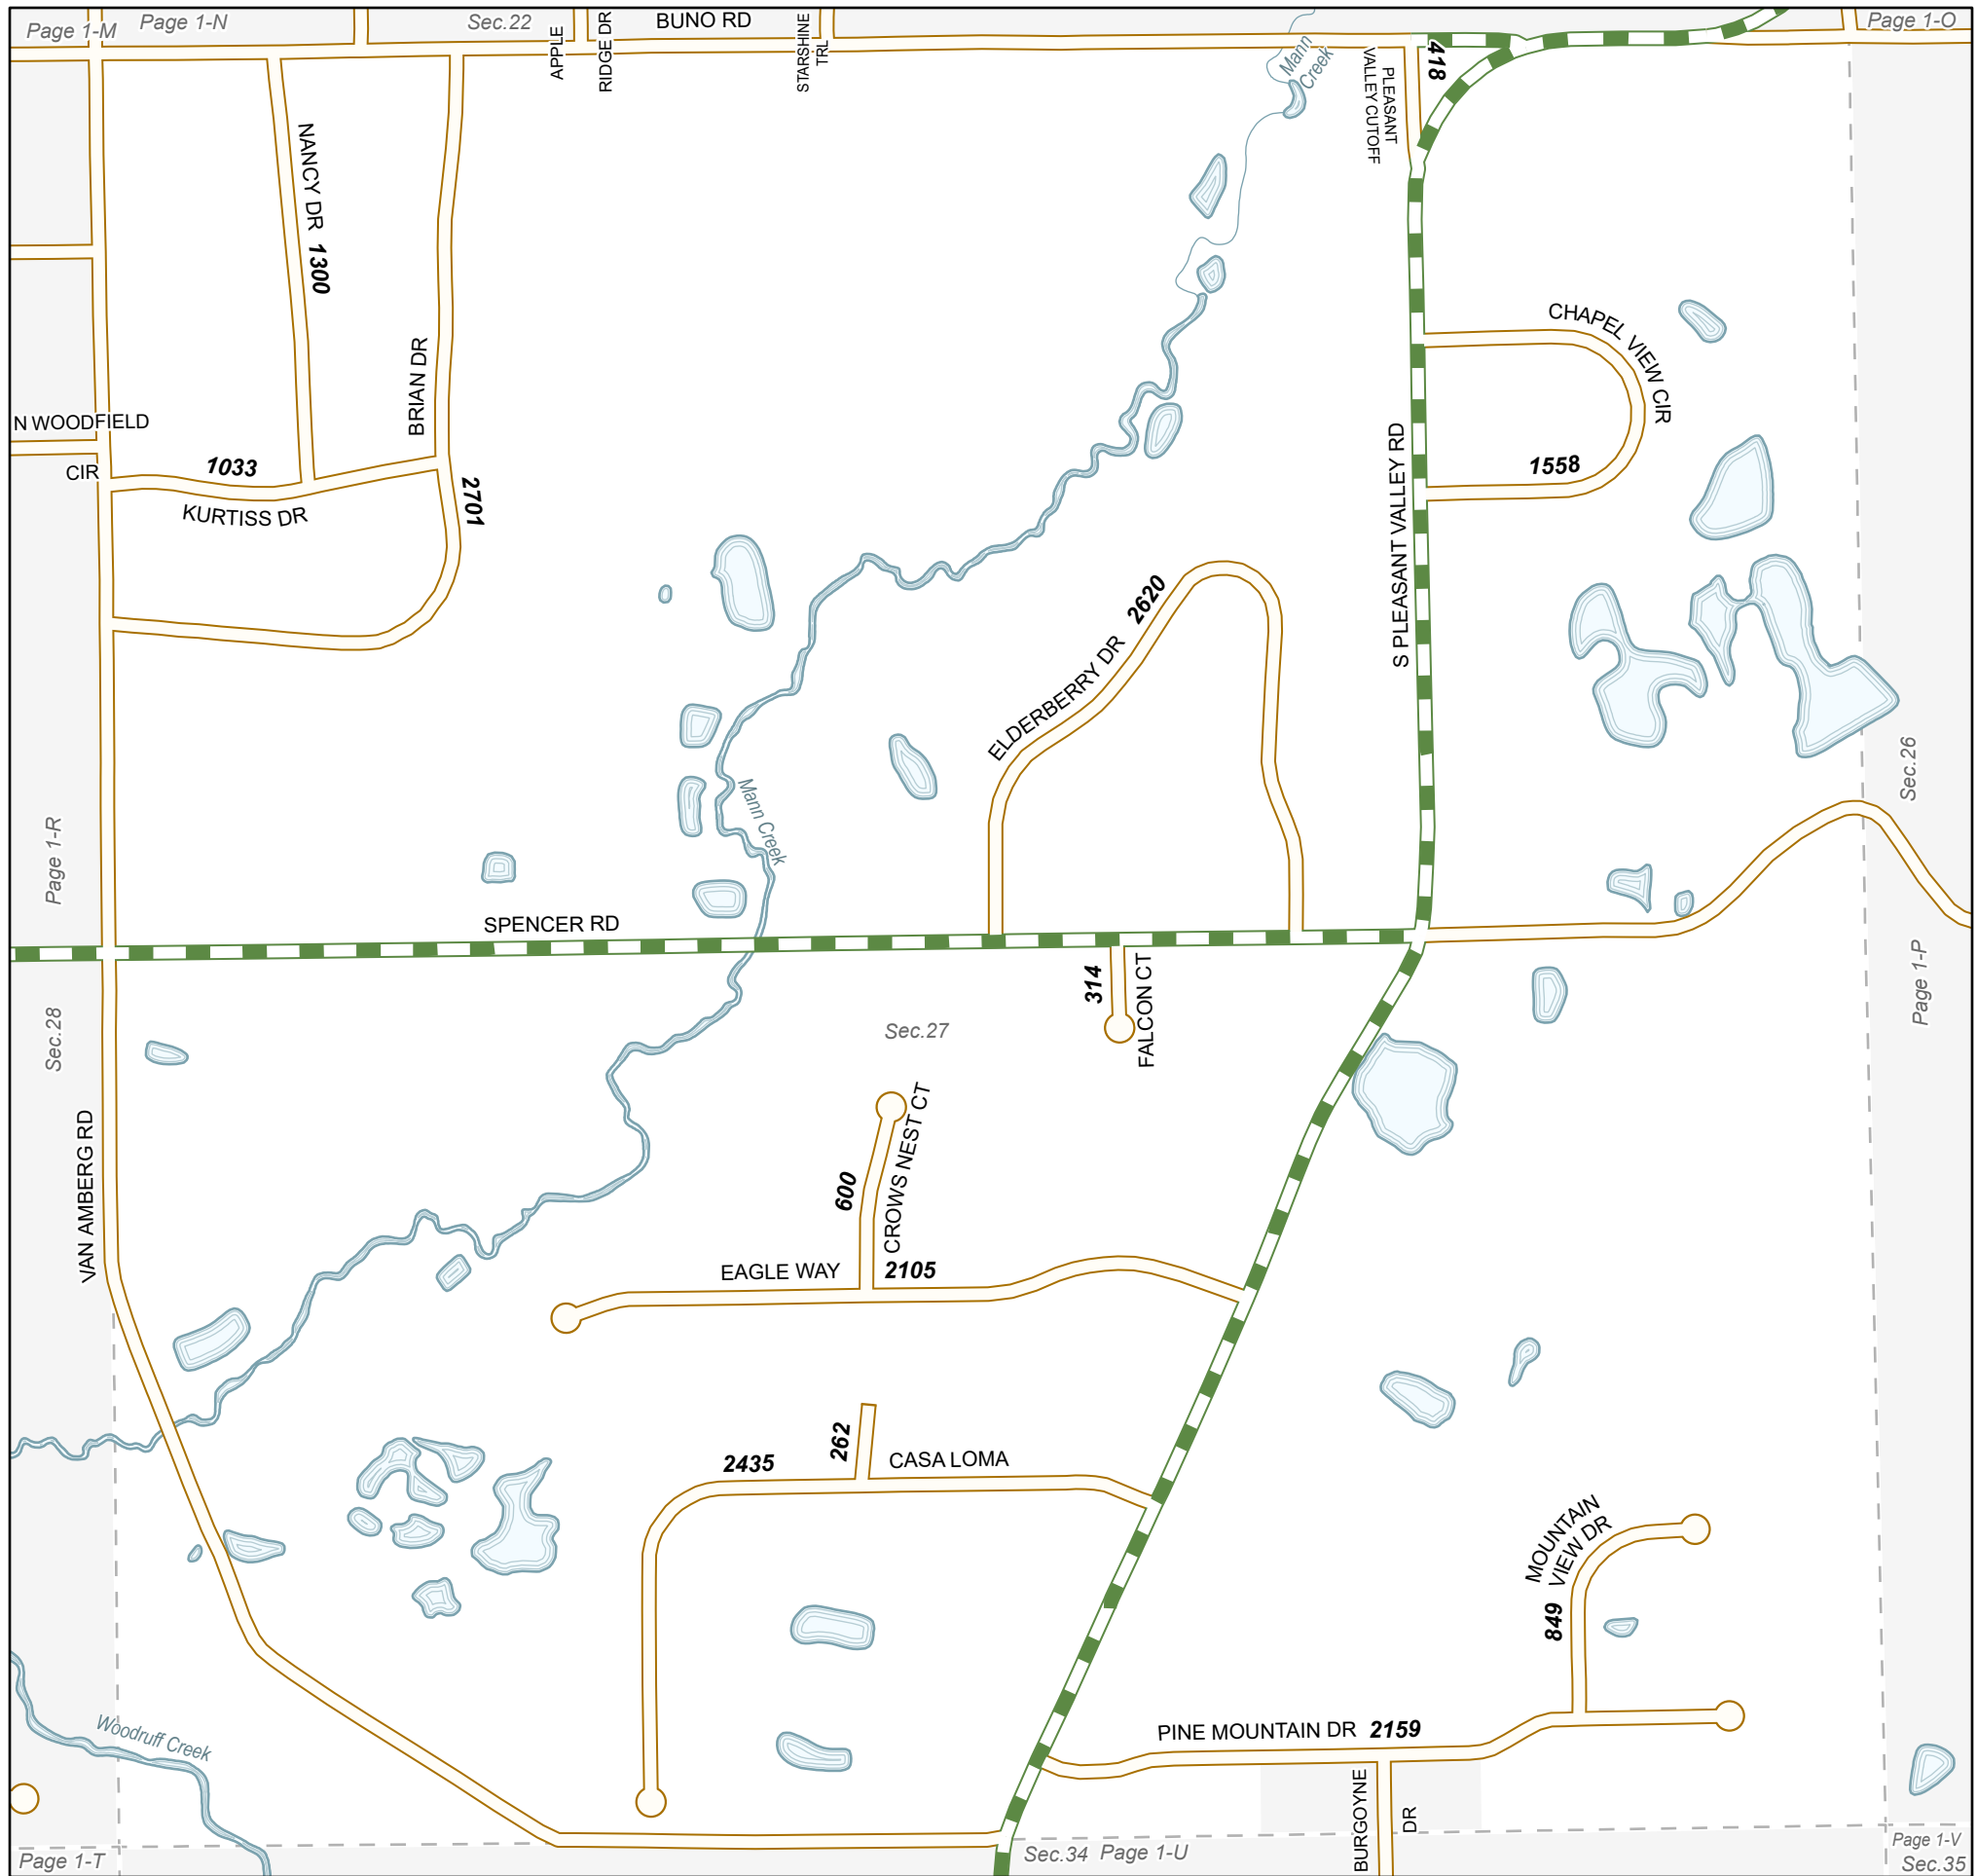 Page 1-M
Page 1-N
Sec.22
APPLE
RIDGE DR
BUNO RD
STARSHINE
TRL
Mann
Creek
PLEASANT
VALLEY CUTOFF
418
Page 1-O
NANCY DR 1300
BRIAN DR
CHAPEL VIEW CIR
N WOODFIELD
CIR
1033
KURTISS DR
2701
1558
S PLEASANT VALLEY RD
ELDERBERRY DR 2620
Mann Creek
Sec.26
Page 1-R
SPENCER RD
314
FALCON CT
Page 1-P
Sec.28
Sec.27
VAN AMBERG RD
600
CROWS NEST CT
EAGLE WAY 2105
2435
262
CASA LOMA
MOUNTAIN
VIEW DR
849
Woodruff Creek
PINE MOUNTAIN DR 2159
BURGOYNE
DR
Page 1-T
Sec.34 Page 1-U
Page 1-V
Sec.35